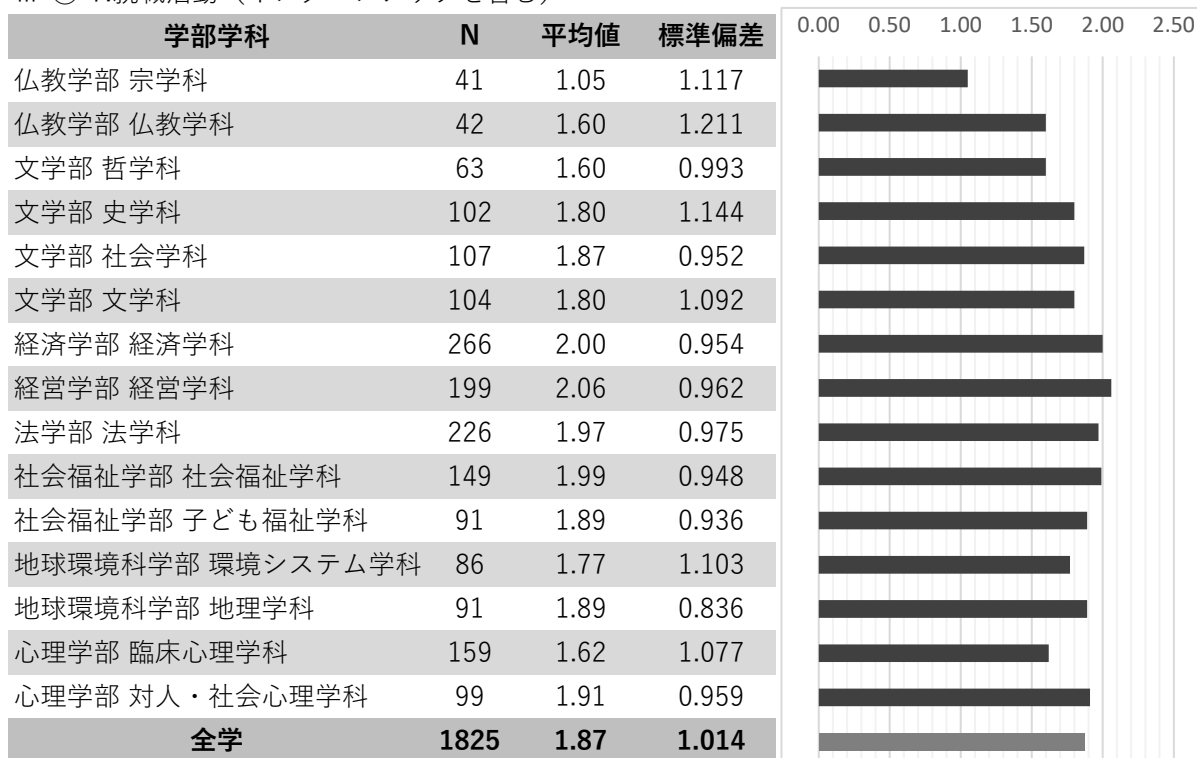 学部学科 N 平均値 標準偏差
0.00 0.50 1.00 1.50 2.00 2.50
仏教学部 宗学科 41 1.05 1.117
仏教学部 仏教学科 42 1.60 1.211
文学部 哲学科 63 1.60 0.993
文学部 史学科 102 1.80 1.144
文学部 社会学科 107 1.87 0.952
文学部 文学科 104 1.80 1.092
経済学部 経済学科 266 2.00 0.954
経営学部 経営学科 199 2.06 0.962
法学部 法学科 226 1.97 0.975
社会福祉学部 社会福祉学科 149 1.99 0.948
社会福祉学部 子ども福祉学科 91 1.89 0.936
地球環境科学部 環境システム学科 86 1.77 1.103
地球環境科学部 地理学科 91 1.89 0.836
心理学部 臨床心理学科 159 1.62 1.077
心理学部 対人・社会心理学科 99 1.91 0.959
全学 1825 1.87 1.014